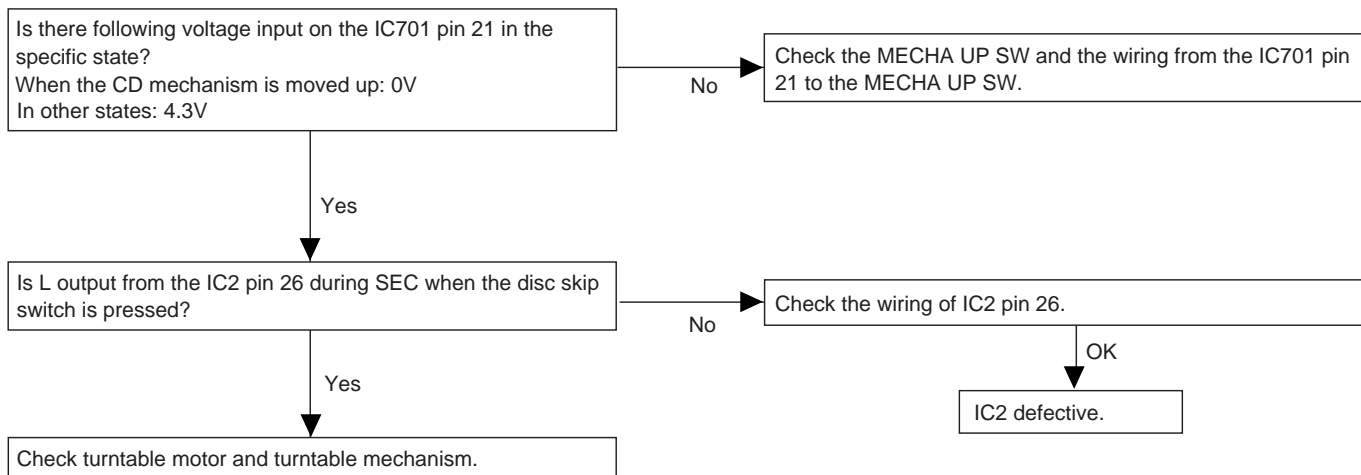 Is there following voltage input on the IC701 pin 21 in the
specific state?
When the CD mechanism is moved up: 0V
In other states: 4.3V
No
Check the MECHA UP SW and the wiring from the IC701 pin
21 to the MECHA UP SW.
Yes
Is L output from the IC2 pin 26 during SEC when the disc skip
switch is pressed?
No
Check the wiring of IC2 pin 26.
OK
IC2 defective.
Yes
Check turntable motor and turntable mechanism.